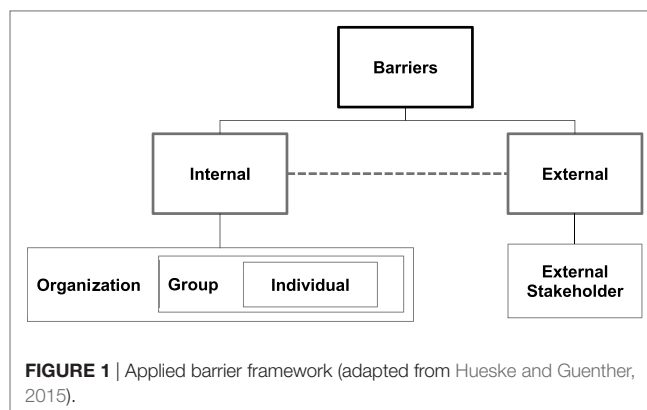 Barriers
Internal
External
Organization
Group
Individual
External
Stakeholder
FIGURE 1 | Applied barrier framework (adapted from Hueske and Guenther,
2015).